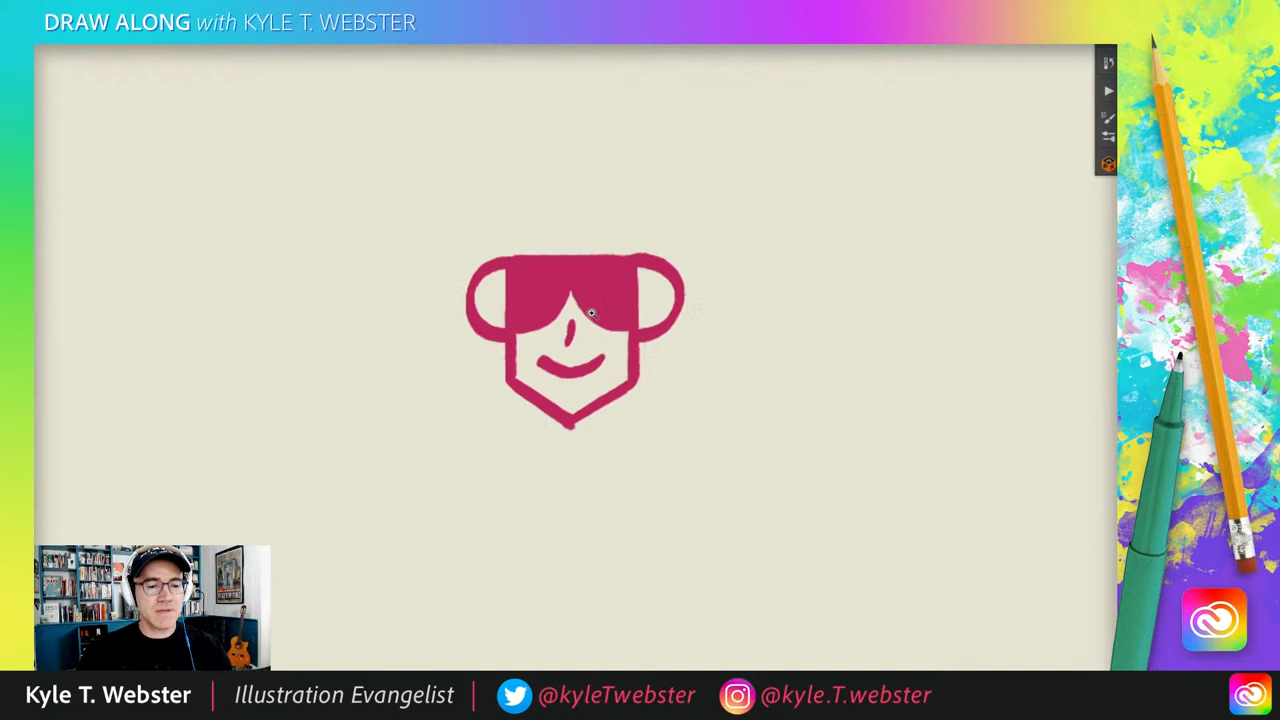 DRAW ALONG with KYLE T. WEBSTER
Kyle T. Webster | Illustration Evangelist | @kyleTwebster @kyle.T.webster